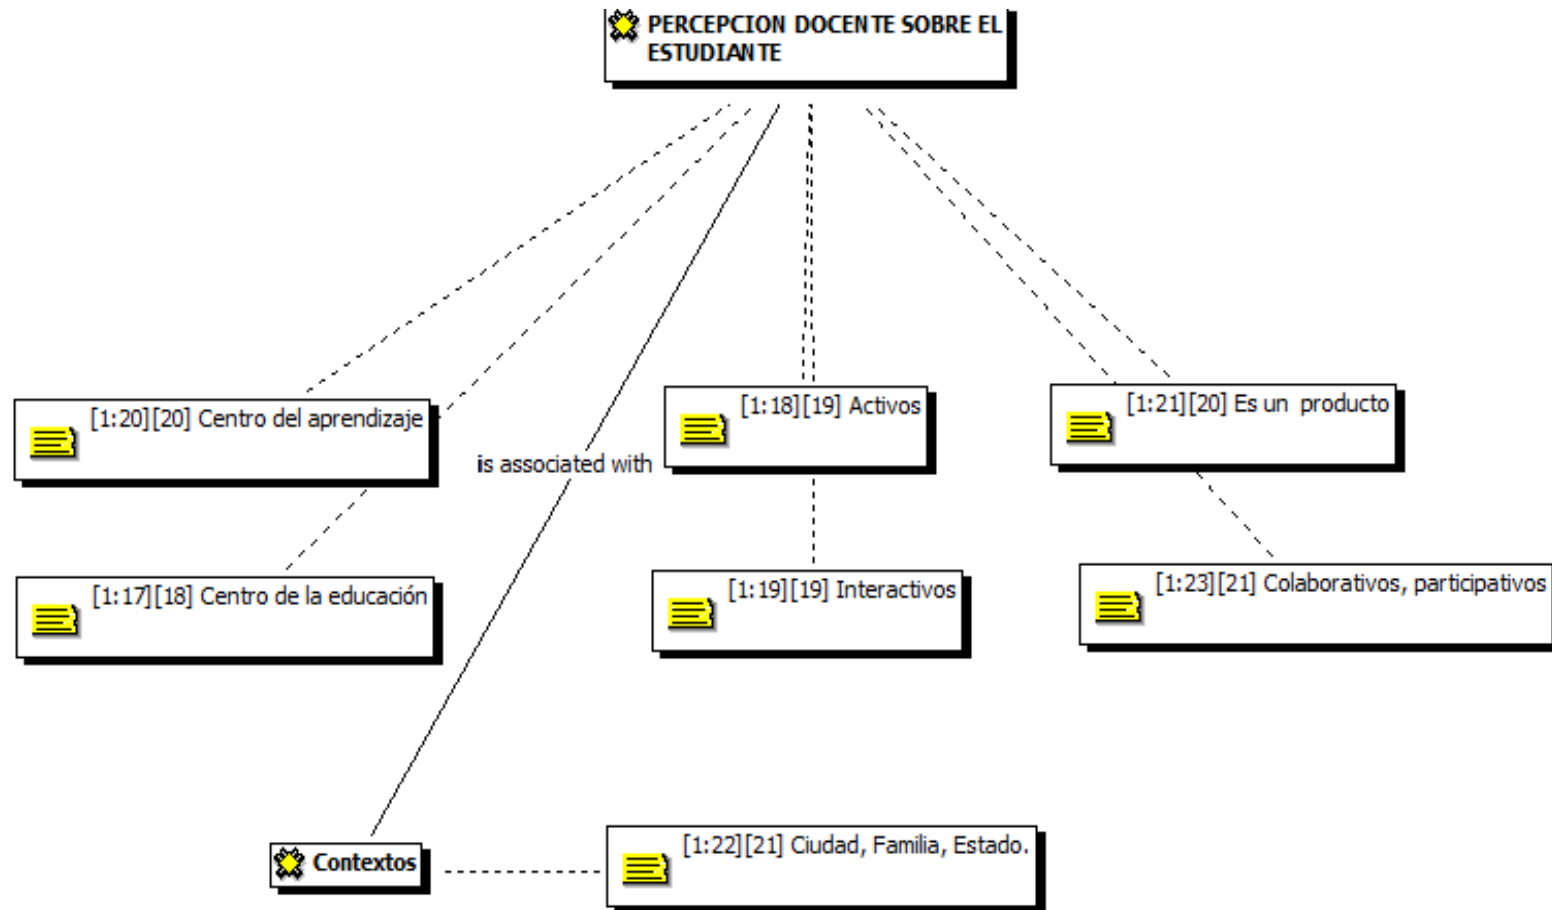 PERCEPCION DOCENTE SOBRE EL
ESTUDIANTE
[1:20][20] Centro del aprendizaje
[1:18][19] Activos
[1:21][20] Es un producto
is associated with
[1:17][18] Centro de la educación
[1:19][19] Interactivos
[1:23][21] Colaborativos, participativos
Contextos
[1:22][21] Ciudad, Familia, Estado.